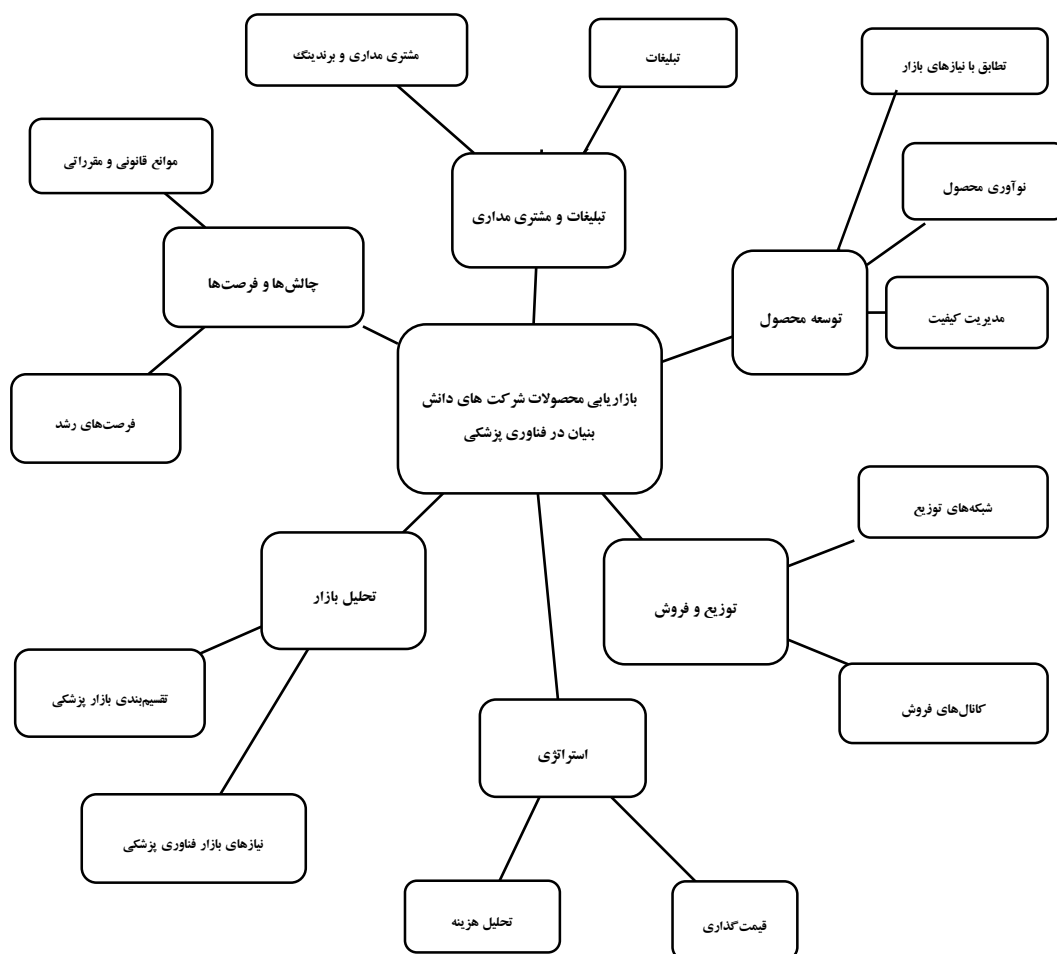 مشتری مداری و برندینگ
تبلیغات
تطابق با نیازهای بازار
موانع قانونی و مقرراتی
نوآوری محصول
تبلیغات و مشتری مداری
چالش‌ها و فرصت‌ها
توسعه محصول
مدیریت کیفیت
بازاریابی محصولات شرکت های دانش
بنیان در فناوری پزشکی
فرصت‌های رشد
شبکه‌های توزیع
تحلیل بازار
توزیع و فروش
تقسیم‌بندی بازار پزشکی
کانال‌های فروش
استراتژی
نیازهای بازار فناوری پزشکی
تحلیل هزینه
قیمت‌گذاری